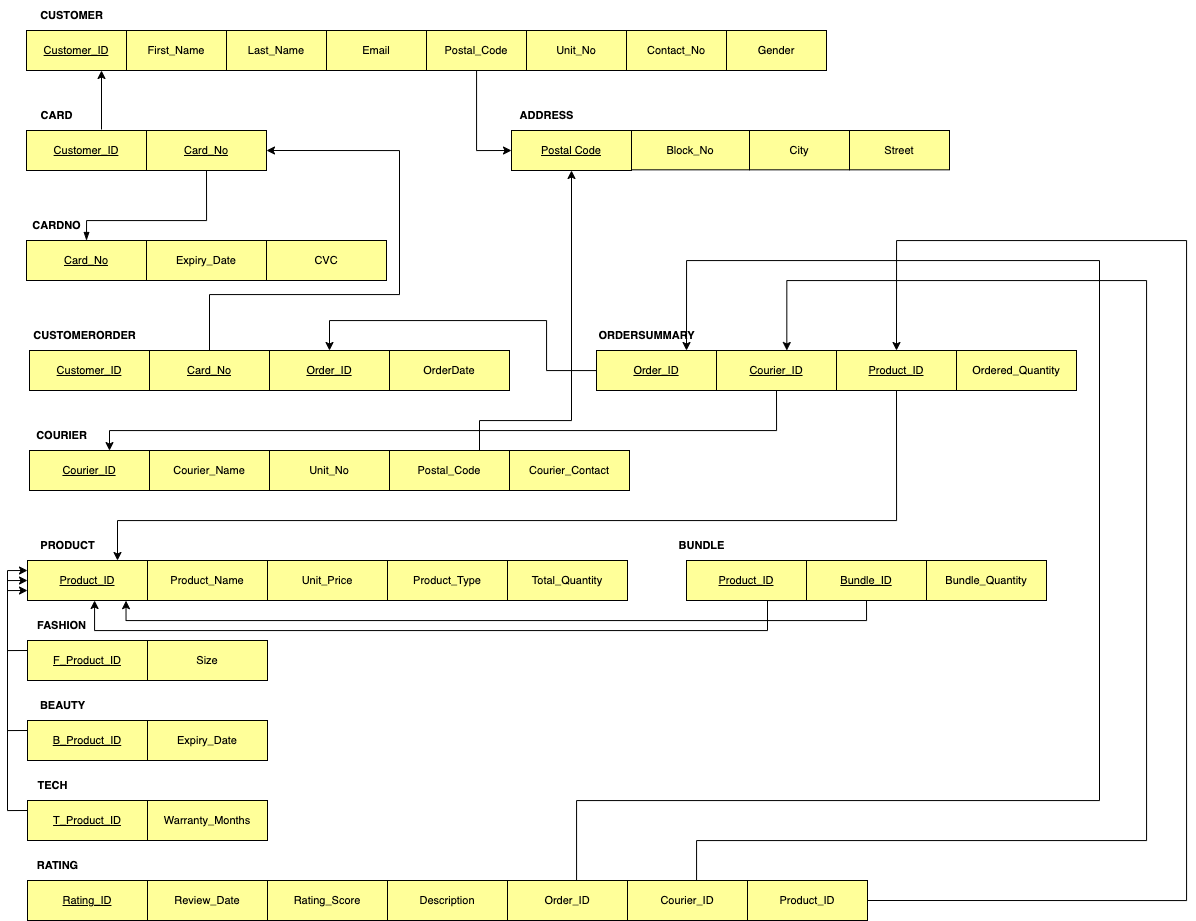 CUSTOMER
Customer_ID First_Name Last_Name Email Postal_Code Unit_No Contact_No Gender
CARD ADDRESS
Customer_ID Card_No Postal Code Block_No City Street
CARDNO
Card_No Expiry_Date CVC
CUSTOMERORDER ORDERSUMMARY
Customer_ID Card_No Order_ID OrderDate Order_ID Courier_ID Product_ID Ordered_Quantity
COURIER
Courier_ID Courier_Name Unit_No Postal_Code Courier_Contact
PRODUCT BUNDLE
Product_ID Product_Name Unit_Price Product_Type Total_Quantity Product_ID Bundle_ID Bundle_Quantity
FASHION
F_Product_ID Size
BEAUTY
B_Product_ID Expiry_Date
TECH
T_Product_ID Warranty_Months
RATING
Rating_ID Review_Date Rating_Score Description Order_ID Courier_ID Product_ID